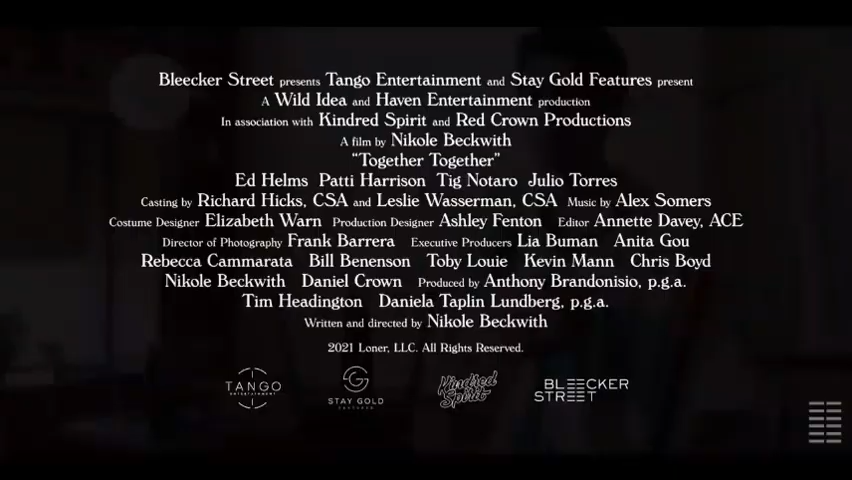 Bleecker Street presents Tango Entertainment and Stay Gold Features present
A Wild Idea and Haven Entertainment production
In association with Kindred Spirit and Red Crown Productions
A film by Nikole Beckwith
"Together Together"
Ed Helms Patti Harrison Tig Notaro Julio Torres
Casting by Richard Hicks, CSA and Leslie Wasserman, CSA Music by Alex Somers
Costume Designer Elizabeth Warn Production Designer Ashley Fenton Editor Annette Davey, ACE
Director of Photography Frank Barrera Executive Producers Lia Buman Anita Gou
Rebecca Cammarata Bill Benenson Toby Louie Kevin Mann Chris Boyd
Nikole Beckwith Daniel Crown Produced by Anthony Brandonisio, p.g.a.
Tim Headington Daniela Taplin Lundberg, p.g.a.
Written and directed by Nikole Beckwith
2021 Loner, LLC. All Rights Reserved.
TANGO
ENTERTAINMENT
STAY GOLD
FEATURES
Kindred
Spirit
BLEECKER
STREET